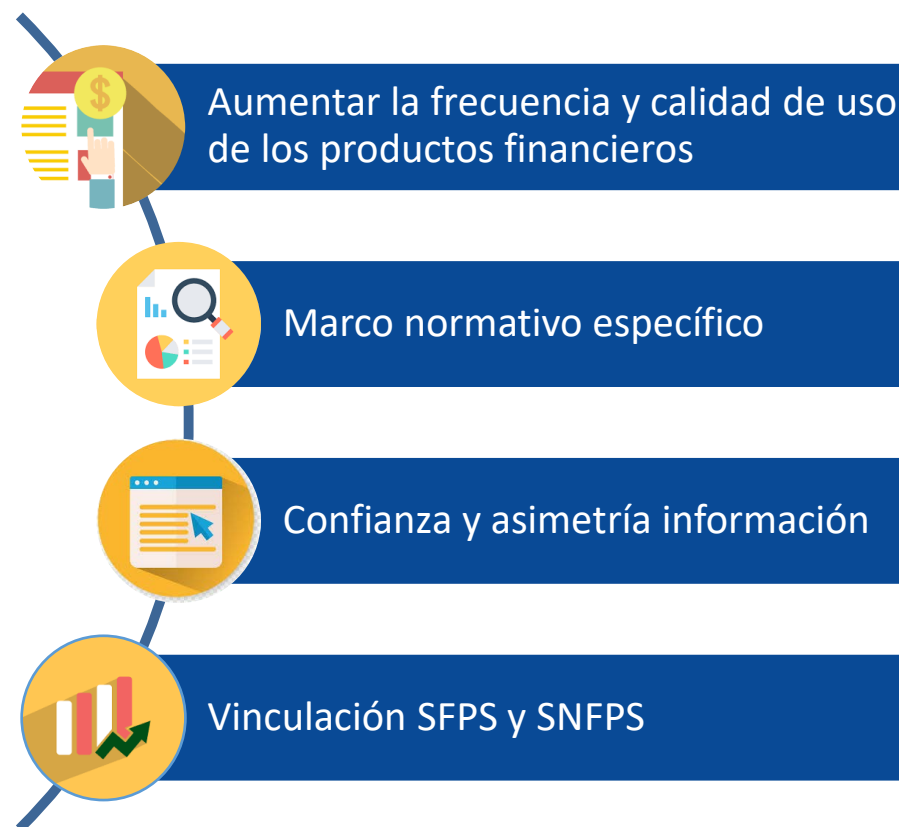 $
Aumentar la frecuencia y calidad de uso
de los productos financieros
Marco normativo específico
Confianza y asimetría información
Vinculación SFPS y SNFPS